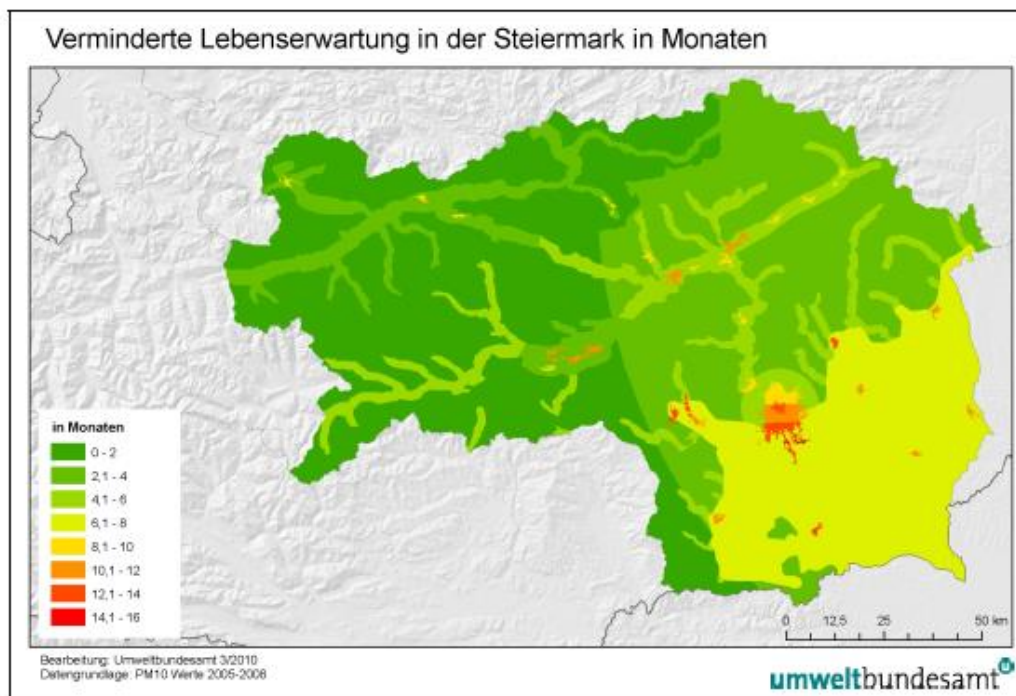 Verminderte Lebenserwartung in der Steiermark in Monaten
in Monaten
0 - 2
2,1 - 4
4,1 - 6
6,1 - 8
8,1 - 10
10,1 - 12
12,1 - 14
14,1 - 16
0 12,5 25 50 km
Bearbeitung: Umweltbundesamt 3/2010
Datengrundlage: PM10 Werte 2005-2008
umweltbundesamt